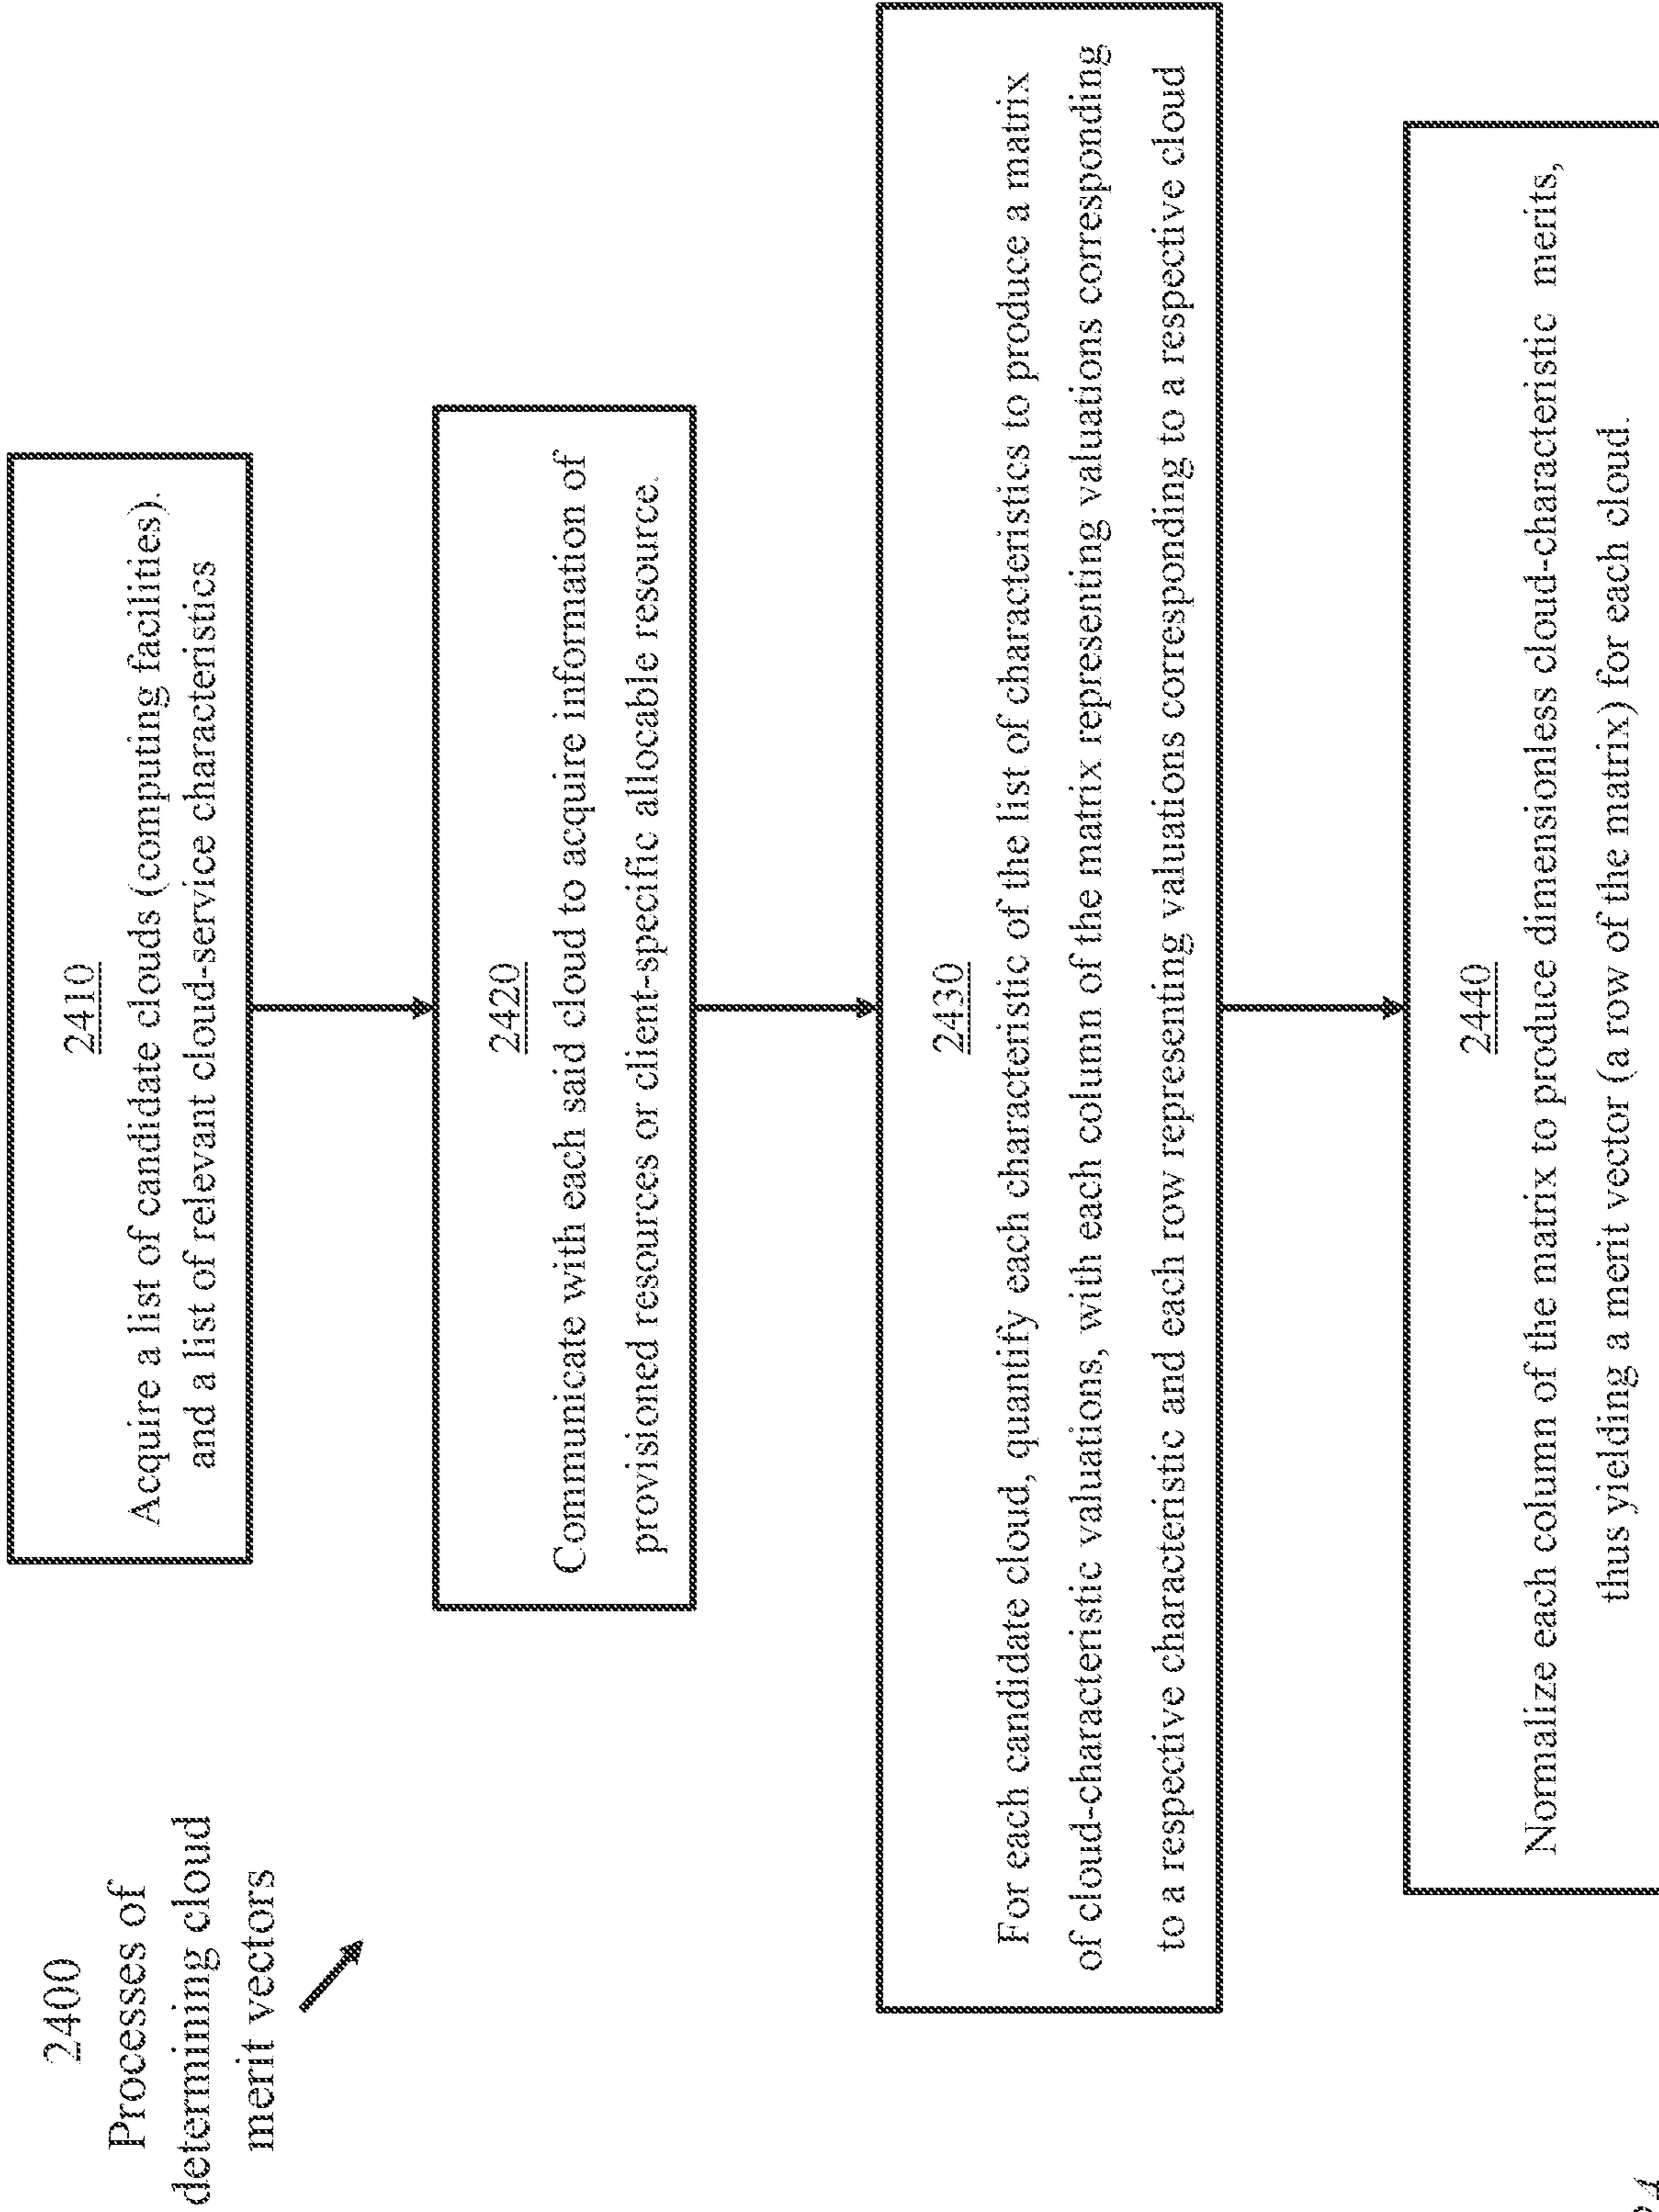 2400
Processes of
determining cloud
merit vectors
2410
Acquire a list of candidate clouds (computing facilities).
and a list of relevant cloud-service characteristics
2420
Communicate with each said cloud to acquire information of
provisioned resources or client-specific allocable resource.
2430
For each candidate cloud, quantify each characteristic of the list of characteristics to produce a matrix
of cloud-characteristic valuations, with each column of the matrix representing valuations corresponding
to a respective characteristic and each row representing valuations corresponding to a respective cloud
2440
Normalize each column of the matrix to produce dimensionless cloud-characteristic merits,
thus yielding a merit vector (a row of the matrix) for each cloud.